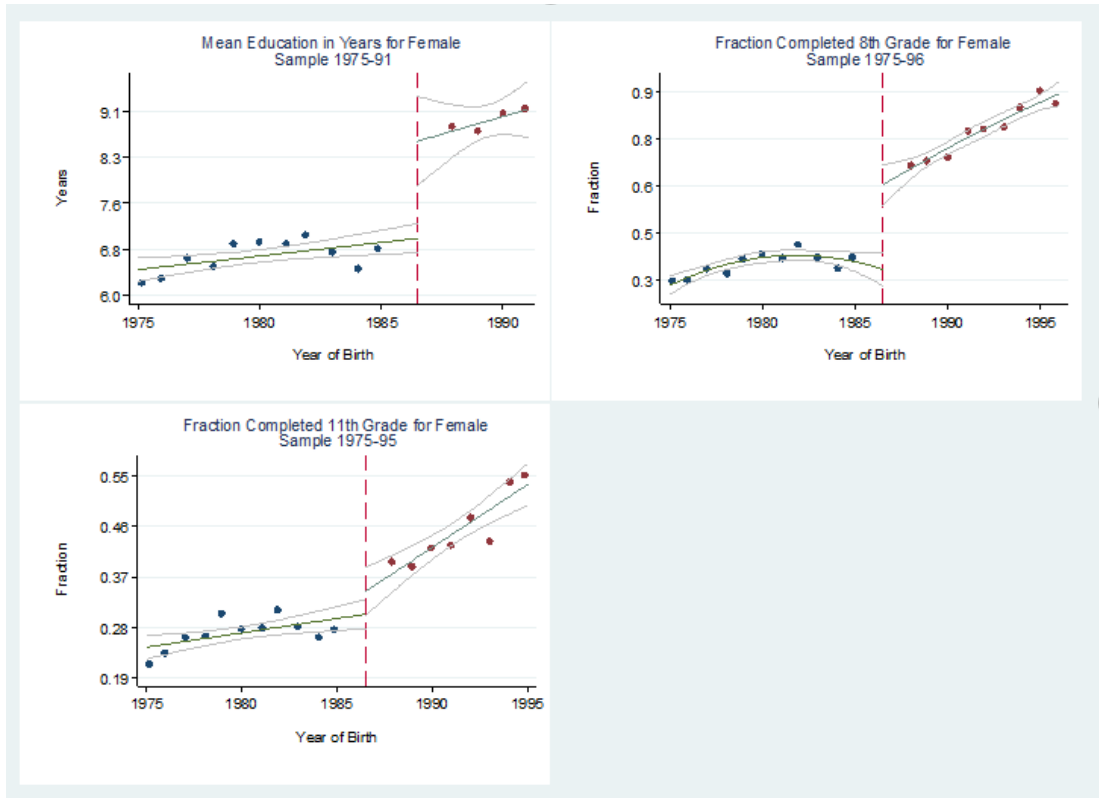 Mean Education in Years for Female
Sample 1975-91
9.1
8.3
7.6
6.8
6.0
Years
1975
1980
1985
1990
Year of Birth
Fraction Completed 8th Grade for Female
Sample 1975-96
0.9
0.8
0.6
0.5
0.3
Fraction
1975
1980
1985
1990
1995
Year of Birth
Fraction Completed 11th Grade for Female
Sample 1975-95
0.55
0.46
0.37
0.28
0.19
Fraction
1975
1980
1985
1990
1995
Year of Birth